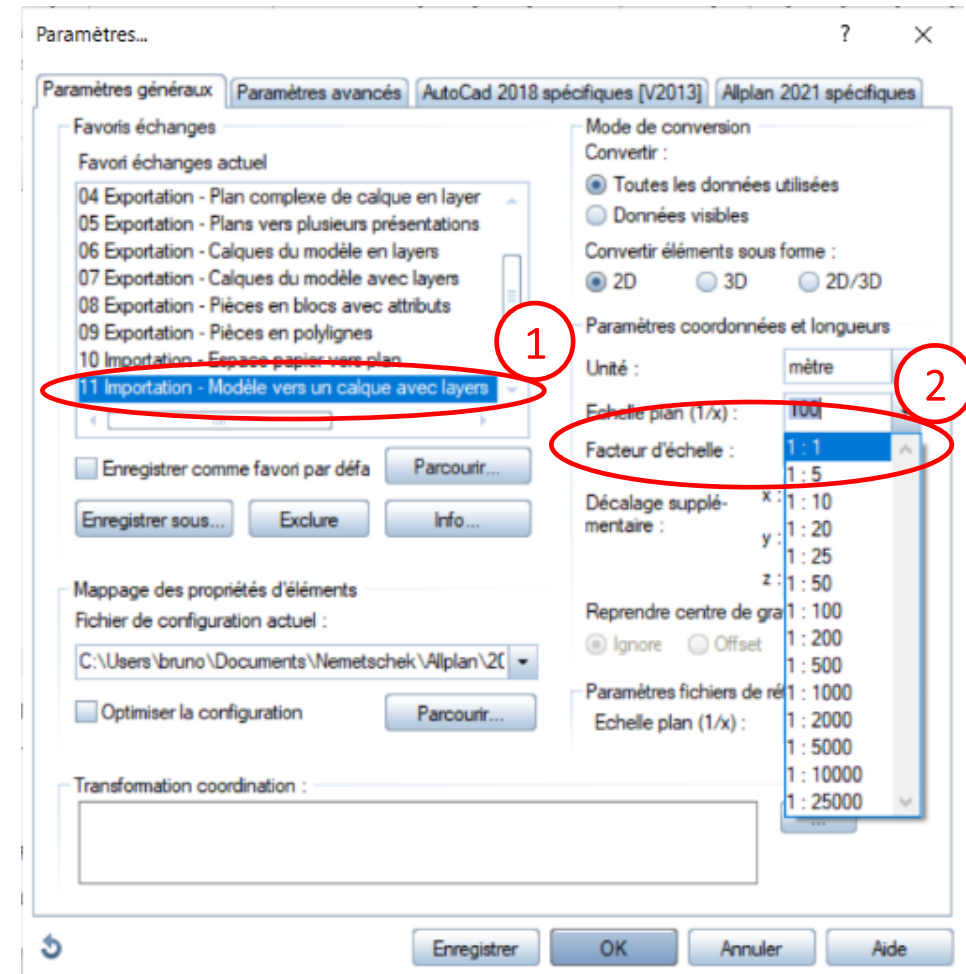 Paramètres...
?
Paramètres généraux
Paramètres avancés
AutoCad 2018 spécifiques [V2013]
Allplan 2021 spécifiques
Favoris échanges
Favori échanges actuel
04 Exportation - Plan complexe de calque en layer
05 Exportation - Plans vers plusieurs présentations
06 Exportation - Calques du modèle en layers
07 Exportation - Calques du modèle avec layers
08 Exportation - Pièces en blocs avec attributs
09 Exportation - Pièces en polylignes
10 Importation - Espace papier vers plan
11 Importation - Modèle vers un calque avec layers
1
Enregistrer comme favori par défa
Parcourir...
Enregistrer sous...
Exclure
Info...
Mappage des propriétés d'éléments
Fichier de configuration actuel :
C:\Users\bruno\Documents\Nemetschek\Allplan\20
Optimiser la configuration
Parcourir...
Mode de conversion
Convertir :
Toutes les données utilisées
Données visibles
Convertir éléments sous forme :
2D
3D
2D/3D
Paramètres coordonnées et longueurs
Unité :
mètre
2
Echelle plan (1/x) :
100
Facteur d'échelle :
Décalage supplé-
mentaire :
x :
y :
z :
1 : 1
1 : 5
1 : 10
1 : 20
1 : 25
1 : 50
1 : 100
1 : 200
1 : 500
1 : 1000
1 : 2000
1 : 5000
1 : 10000
1 : 25000
Reprendre centre de gra
Ignore
Offset
Paramètres fichiers de ré
Echelle plan (1/x) :
...
Transformation coordination :
Enregistrer
OK
Annuler
Aide